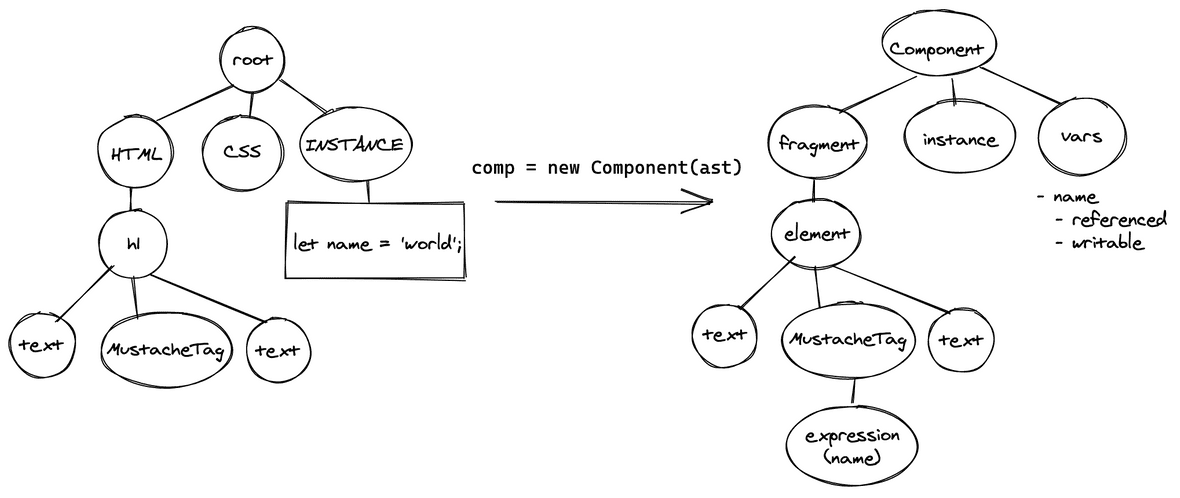 root
HTML
CSS
INSTANCE
let name = 'world';
h1
text
MustacheTag
text
comp = new Component(ast)
Component
fragment
instance
vars
- name
- referenced
- writable
element
text
MustacheTag
text
expression
(name)